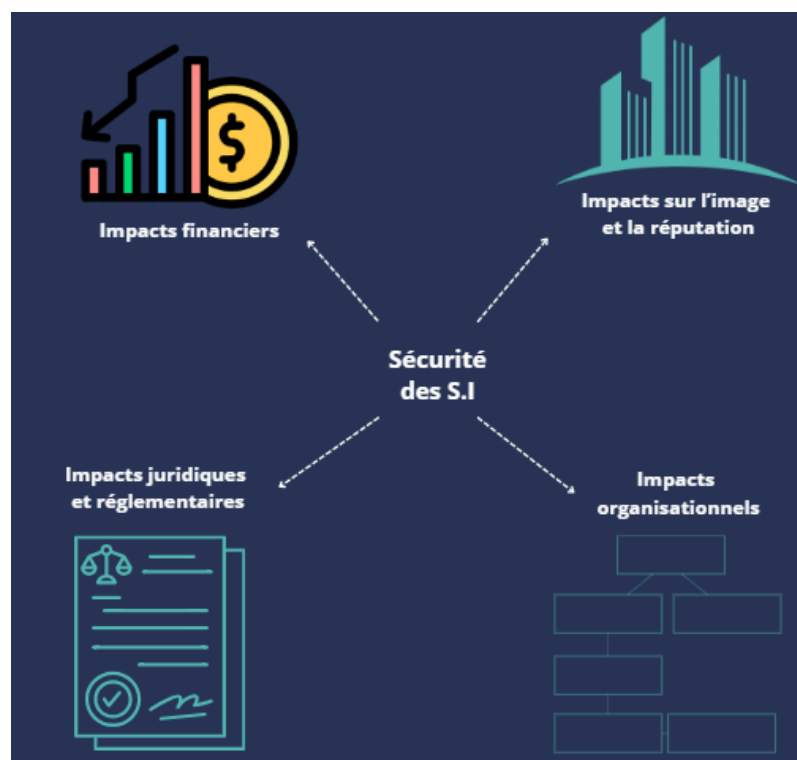 Impacts financiers
Impacts sur l'image
et la réputation
Sécurité
des S.I
Impacts juridiques
et réglementaires
Impacts
organisationnels
$